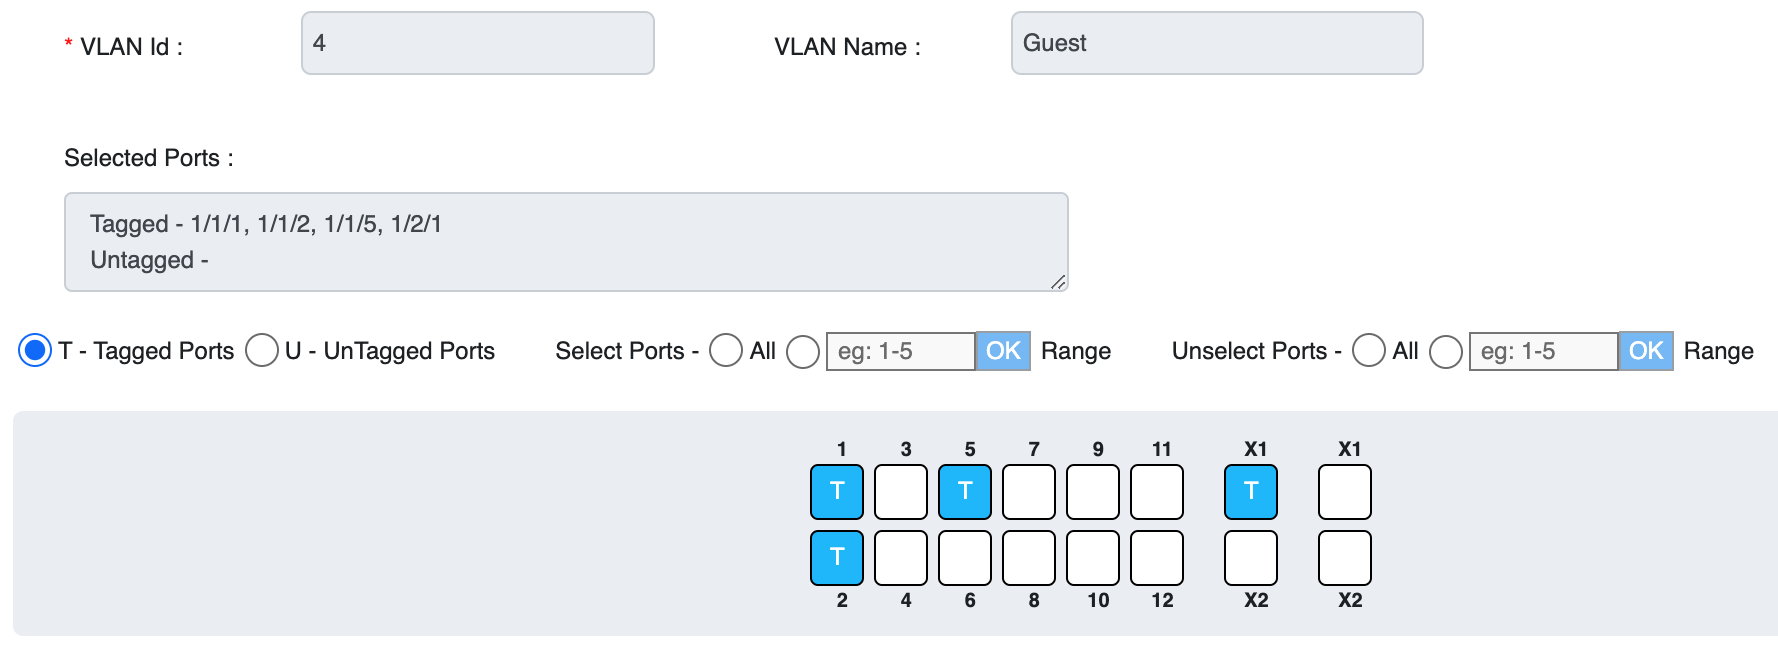 * VLAN Id : 4 VLAN Name : Guest
Selected Ports :
Tagged - 1/1/1, 1/1/2, 1/1/5, 1/2/1
Untagged -
T - Tagged Ports U - UnTagged Ports Select Ports - All eg: 1-5 OK Range Unselect Ports - All eg: 1-5 OK Range
1 3 5 7 9 11 X1 X1
T T T
T
2 4 6 8 10 12 X2 X2